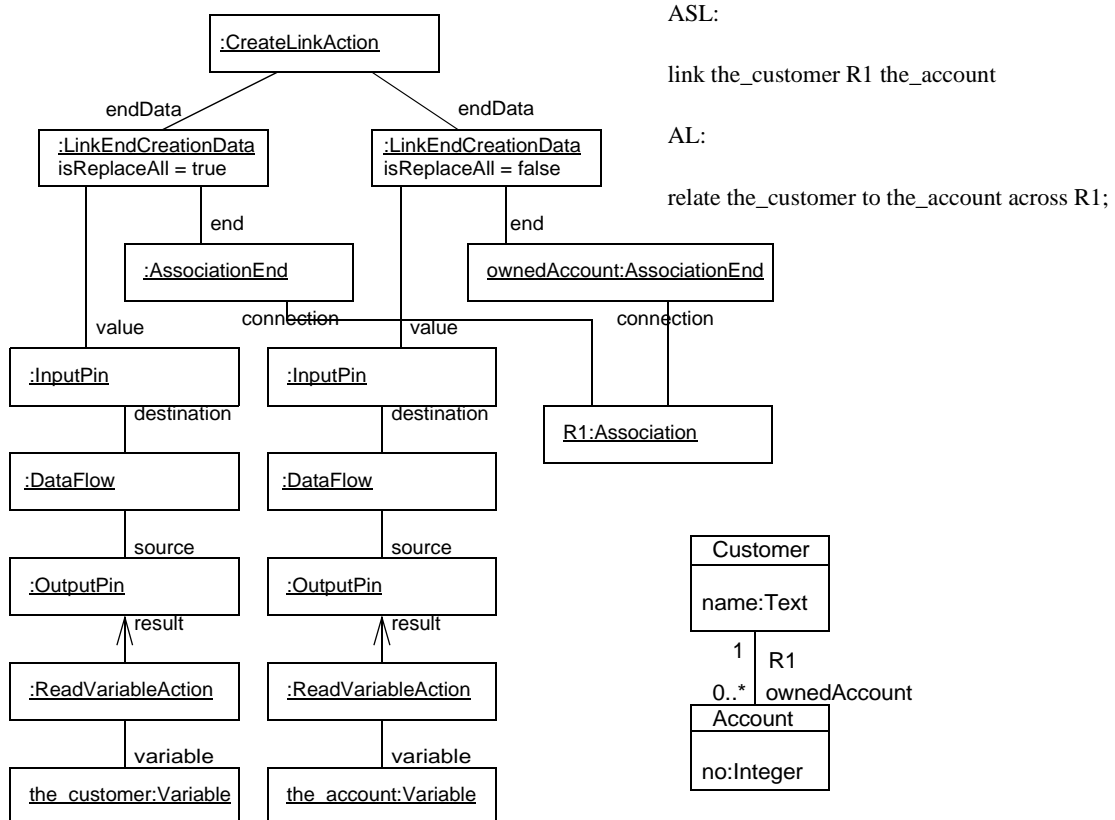 ASL:
:CreateLinkAction
link the_customer R1 the_account
endData
endData
AL:
:LinkEndCreationData
isReplaceAll = true
:LinkEndCreationData
isReplaceAll = false
relate the_customer to the_account across R1;
end
end
:AssociationEnd
ownedAccount:AssociationEnd
value
connection
value
connection
:InputPin
:InputPin
destination
destination
R1:Association
:DataFlow
:DataFlow
source
source
:OutputPin
:OutputPin
result
result
:ReadVariableAction
:ReadVariableAction
variable
variable
the_customer:Variable
the_account:Variable
Customer
name:Text
1
R1
0..* ownedAccount
Account
no:Integer